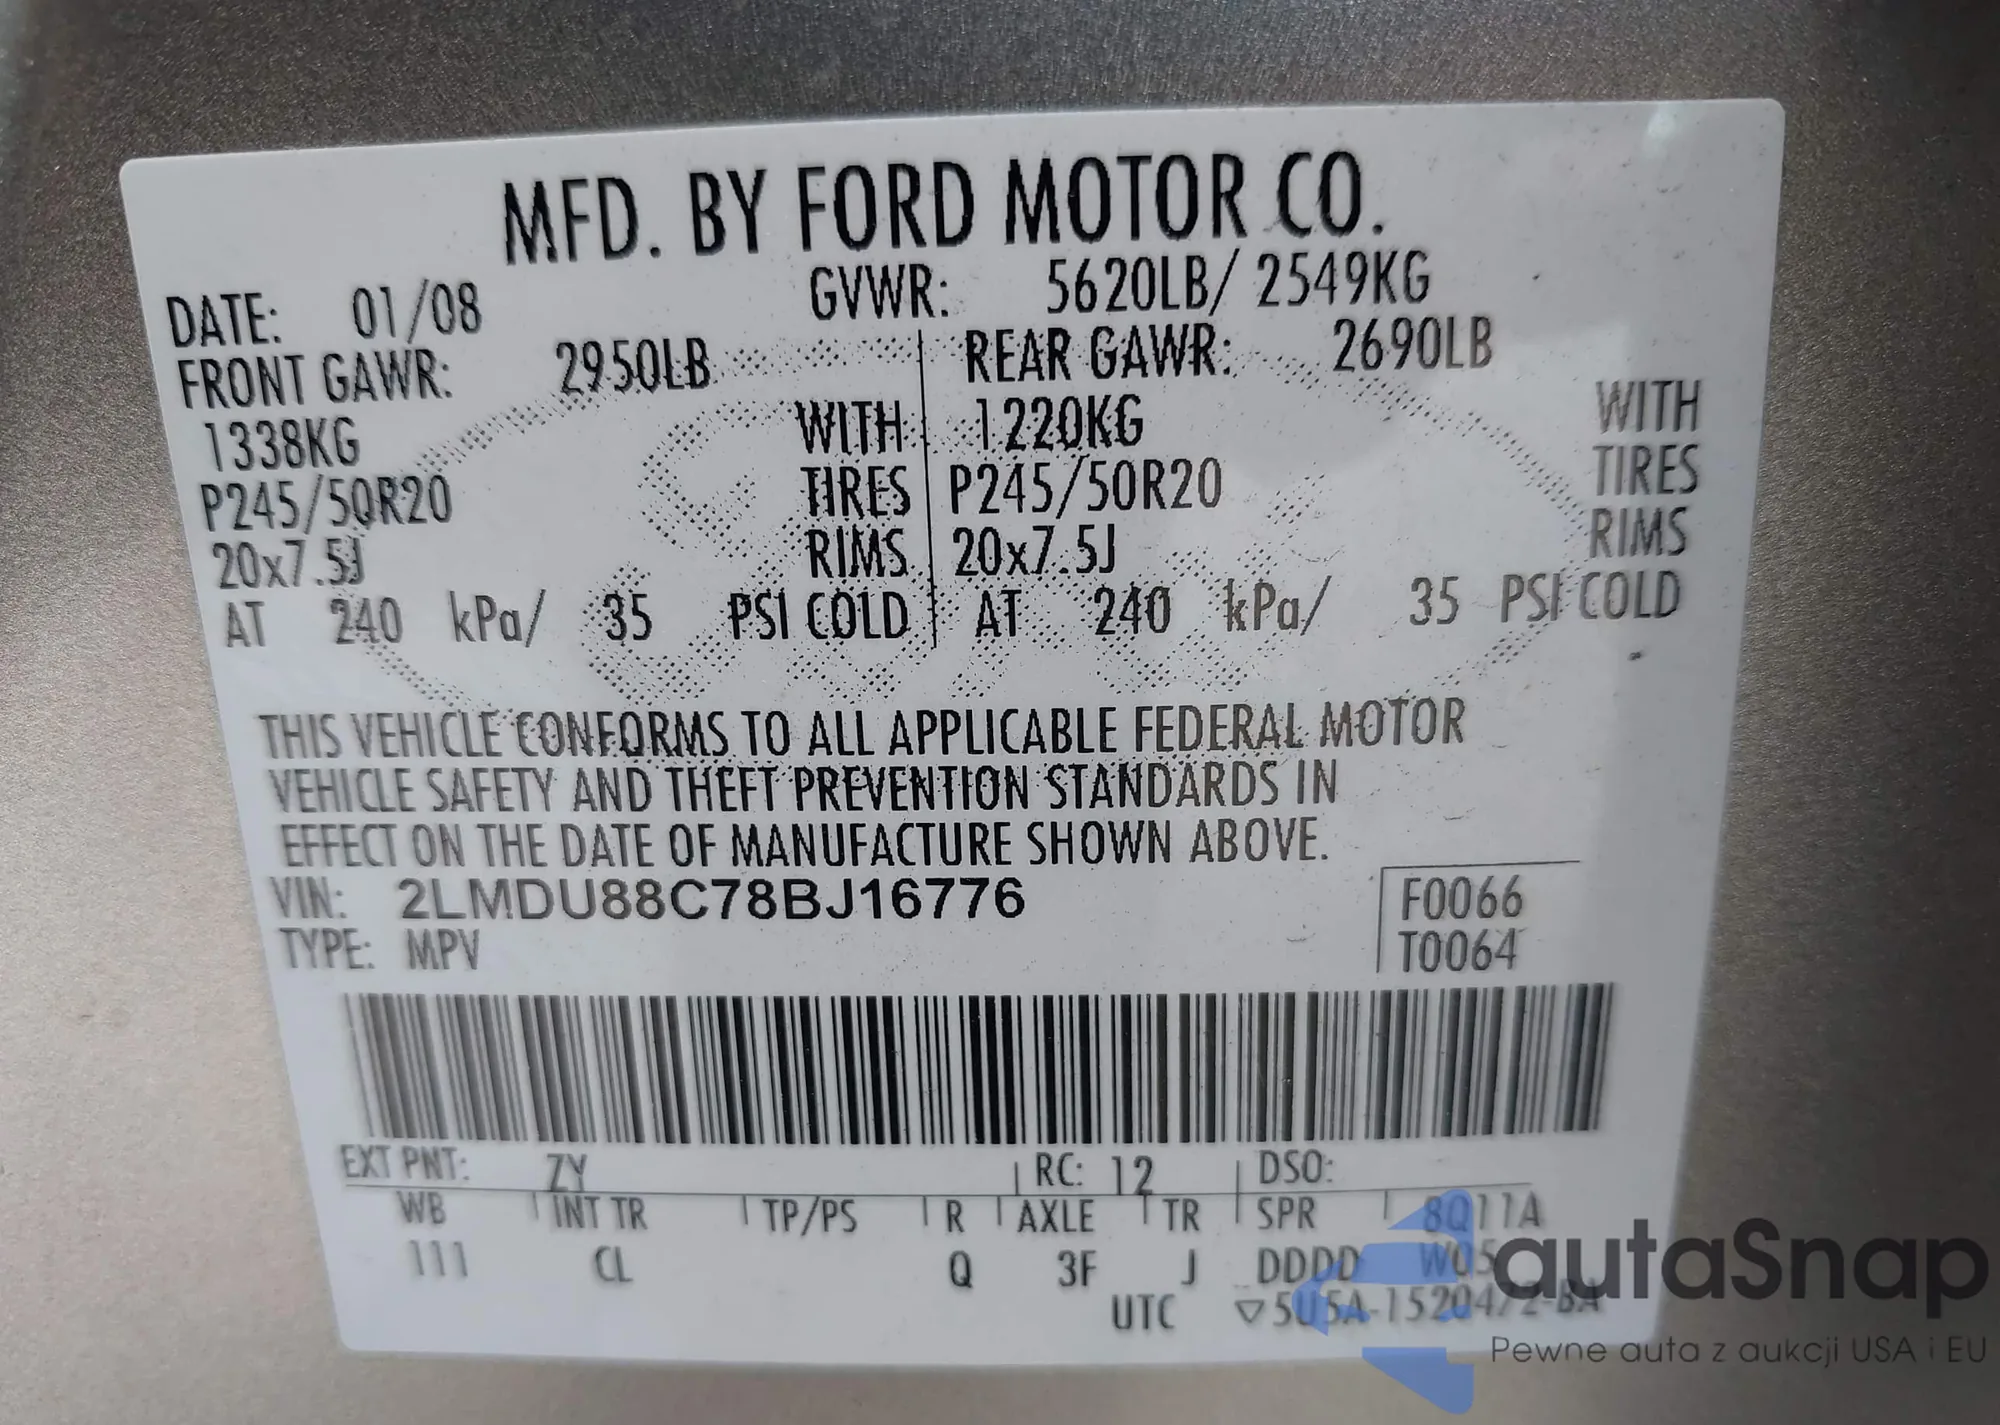 MFD. BY FORD MOTOR CO.
DATE: 01/08 GVWR: 5620LB/ 2549KG
FRONT GAWR: 2950LB REAR GAWR: 2690LB
1338KG WITH 1220KG WITH
P245/50R20 TIRES P245/50R20 TIRES
20x7.5J RIMS 20x7.5J RIMS
AT 240 kPa/ 35 PSI COLD AT 240 kPa/ 35 PSI COLD
THIS VEHICLE CONFORMS TO ALL APPLICABLE FEDERAL MOTOR
VEHICLE SAFETY AND THEFT PREVENTION STANDARDS IN
EFFECT ON THE DATE OF MANUFACTURE SHOWN ABOVE.
VIN: 2LMDU88C78BJ16776 F0066
TYPE: MPV T0064
EXT PNT: ZY RC: 12 DSO:
WB INT TR TP/PS R AXLE TR SPR 8Q11A
111 CL Q 3F J DDDD W05
UTC ▽5U5A-1520472-BA
autaSnap
Pewne auta z aukcji USA i EU